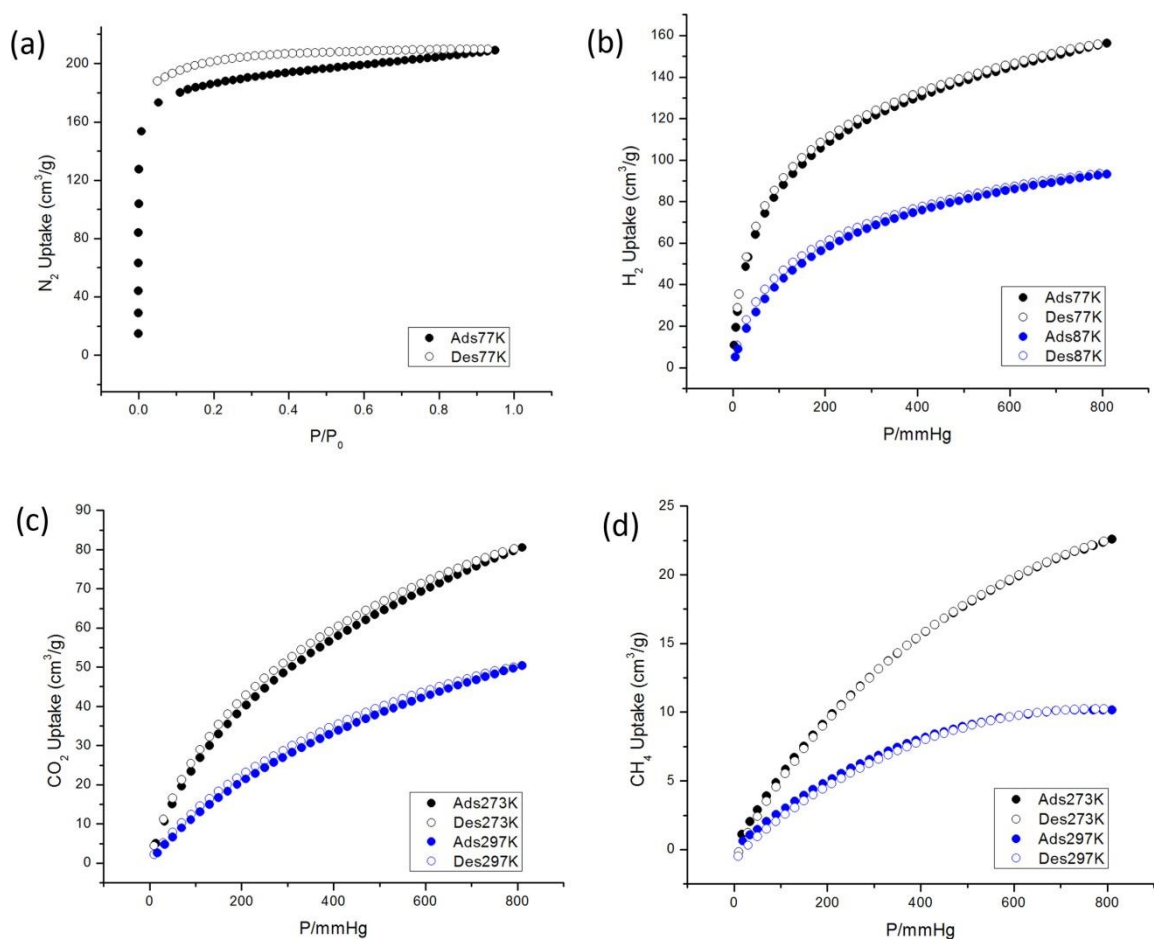 (a)
N₂ Uptake (cm³/g)
200
160
120
80
40
0
0.0 0.2 0.4 0.6 0.8 1.0
P/P₀
Ads77K
Des77K
(b)
H₂ Uptake (cm³/g)
160
140
120
100
80
60
40
20
0
0 200 400 600 800
P/mmHg
Ads77K
Des77K
Ads87K
Des87K
(c)
CO₂ Uptake (cm³/g)
90
80
70
60
50
40
30
20
10
0
0 200 400 600 800
P/mmHg
Ads273K
Des273K
Ads297K
Des297K
(d)
CH₄ Uptake (cm³/g)
25
20
15
10
5
0
0 200 400 600 800
P/mmHg
Ads273K
Des273K
Ads297K
Des297K